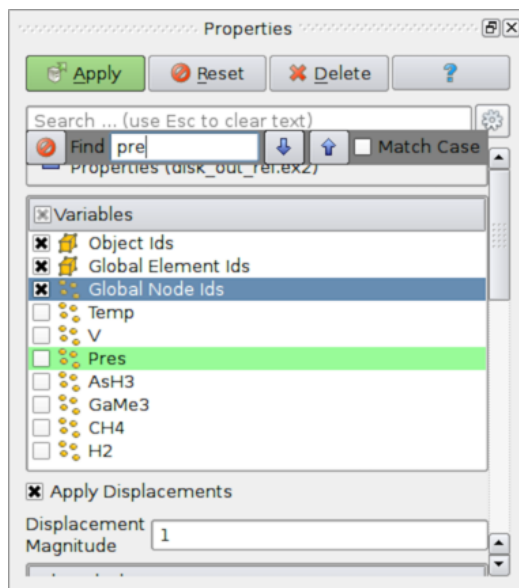 Properties
Apply Reset Delete ?
Search ... (use Esc to clear text)
Find pre Match Case
Properties (disk_out_ref.ex2)
Variables
Object Ids
Global Element Ids
Global Node Ids
Temp
V
Pres
AsH3
GaMe3
CH4
H2
Apply Displacements
Displacement
Magnitude
1